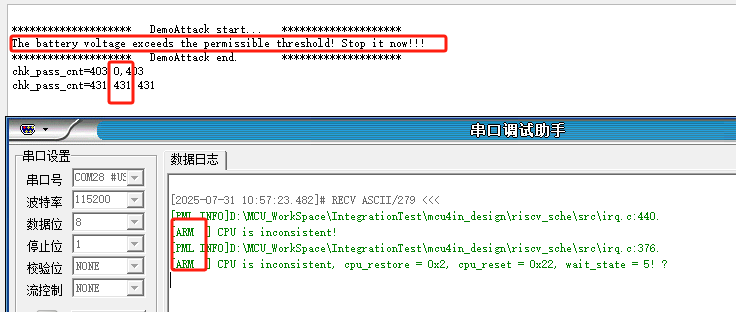 ******************** DemoAttack start... ********************
The battery voltage exceeds the permissible threshold! Stop it now!!!
******************** DemoAttack end. ********************
chk_pass_cnt=403 0,403
chk_pass_cnt=431 431 431
串口调试助手
串口设置
串口号 COM28 #US
波特率 115200
数据位 8
停止位 1
校验位 NONE
流控制 NONE
数据日志
[2025-07-31 10:57:23.482]# RECV ASCII/279 <<<
[PML INFO]D:\MCU_WorkSpace\IntegrationTest\mcu4in_design\riscv_sche\src\irq.c:440.
[ARM ] CPU is inconsistent!
[PML INFO]D:\MCU_WorkSpace\IntegrationTest\mcu4in_design\riscv_sche\src\irq.c:376.
[ARM ] CPU is inconsistent, cpu_restore = 0x2, cpu_reset = 0x22, wait_state = 5! ?